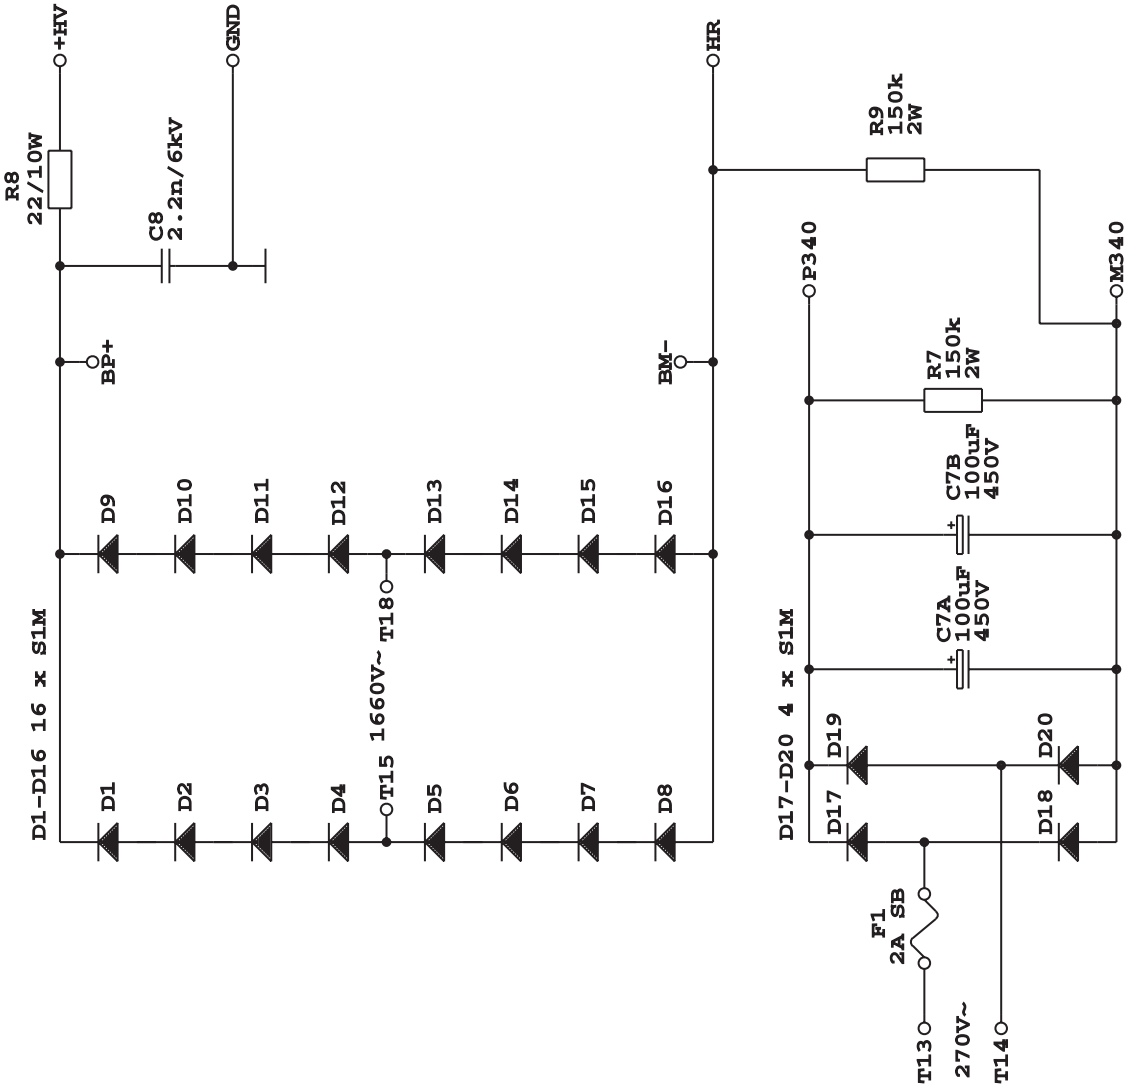 +HV
GND
HR
R8
22/10W
C8
2.2n/6kV
R9
150k
2W
BP+
BM-
P340
M340
R7
150k
2W
C7B
100uF
450V
C7A
100uF
450V
D9
D10
D11
D12
D13
D14
D15
D16
D1-D16 16 x S1M
T18
1660V~
T15
D1
D2
D3
D4
D5
D6
D7
D8
D17-D20 4 x S1M
D19
D20
D17
D18
F1
2A SB
T13
270V~
T14
+
+